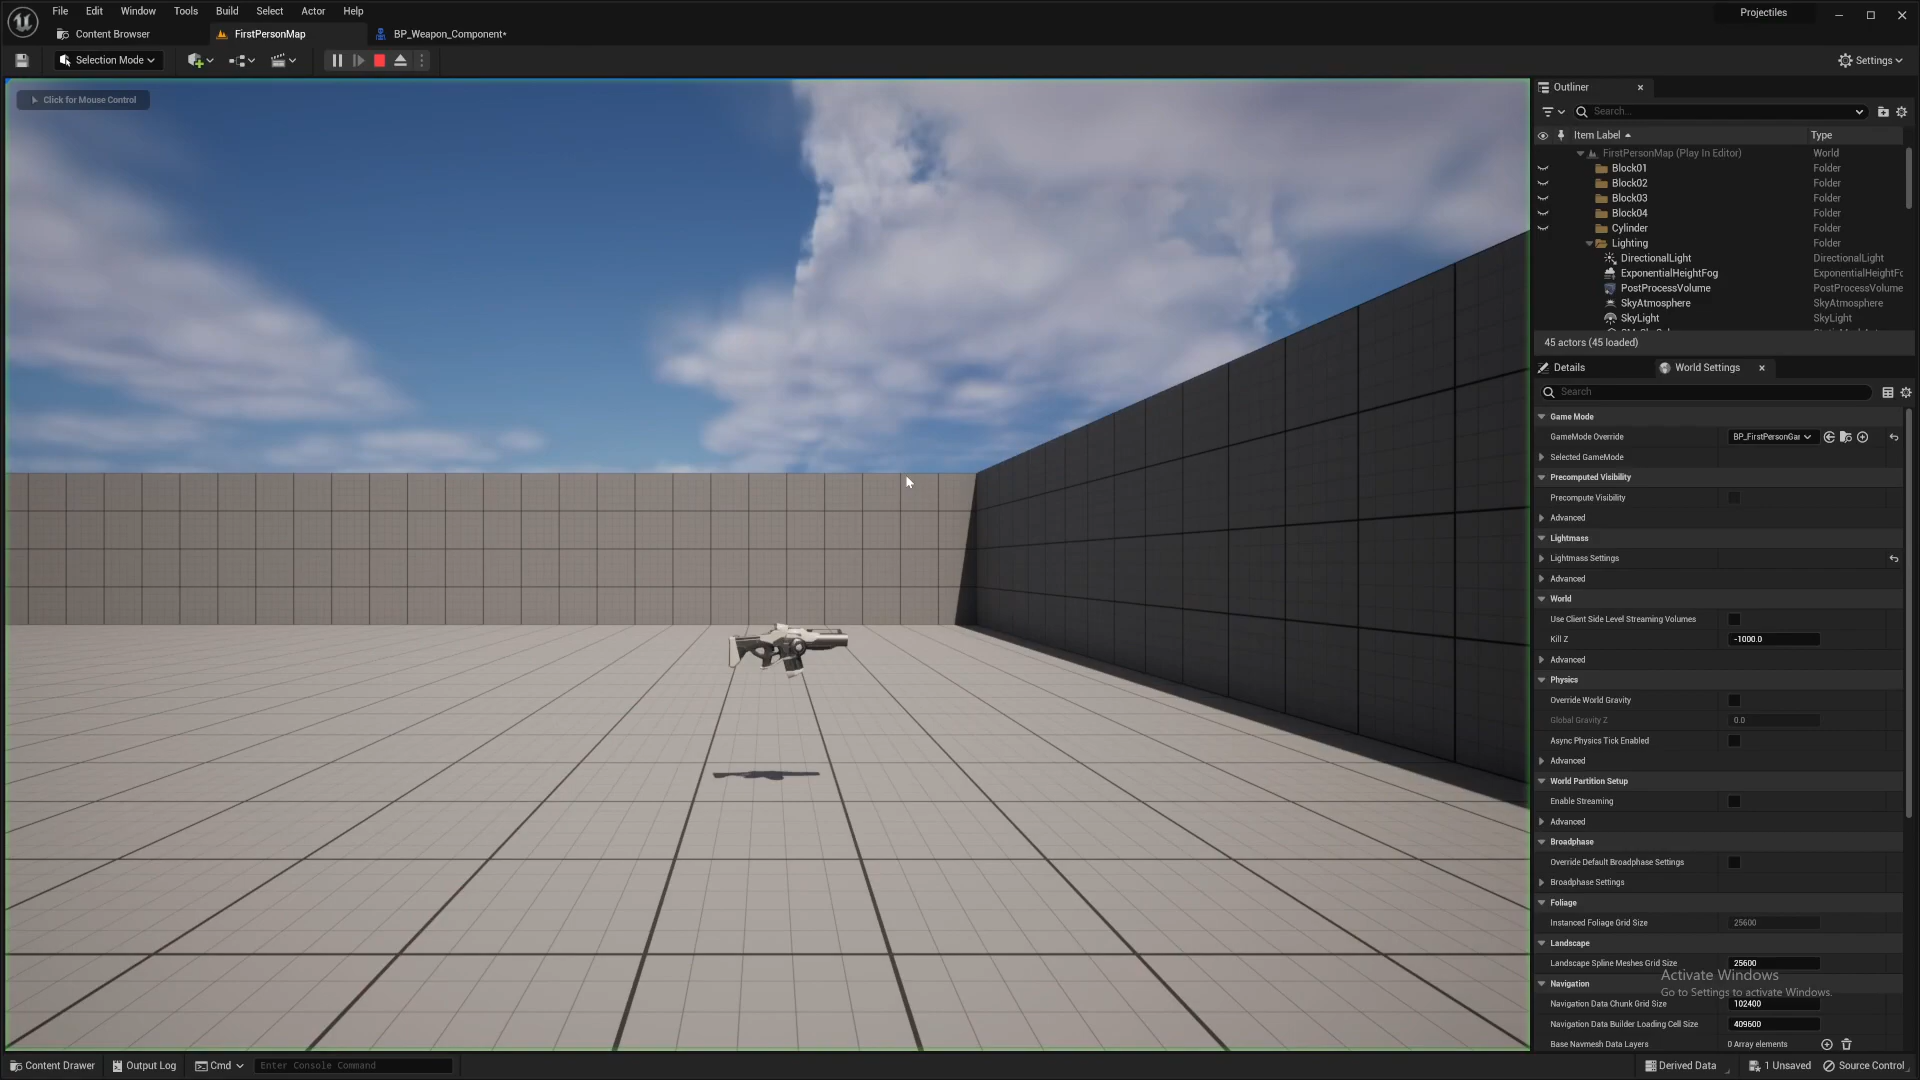 File Edit Window Tools Build Select Actor Help
Projectiles
Content Browser FirstPersonMap BP_Weapon_Component*
Selection Mode
Settings
Click for Mouse Control
Outliner
Search...
Item Label Type
FirstPersonMap (Play In Editor) World
Block01 Folder
Block02 Folder
Block03 Folder
Block04 Folder
Cylinder Folder
Lighting Folder
DirectionalLight DirectionalLight
ExponentialHeightFog ExponentialHeightFc
PostProcessVolume PostProcessVolume
SkyAtmosphere SkyAtmosphere
SkyLight SkyLight
45 actors (45 loaded)
Details World Settings
Search
Game Mode
GameMode Override BP_FirstPersonGar
Selected GameMode
Precomputed Visibility
Precompute Visibility
Advanced
Lightmass
Lightmass Settings
Advanced
World
Use Client Side Level Streaming Volumes
Kill Z -1000.0
Advanced
Physics
Override World Gravity
Global Gravity Z 0.0
Async Physics Tick Enabled
Advanced
World Partition Setup
Enable Streaming
Advanced
Broadphase
Override Default Broadphase Settings
Broadphase Settings
Foliage
Instanced Foliage Grid Size 25600
Landscape
Landscape Spline Meshes Grid Size 25600
Activate Windows
Navigation
Go to Settings to activate Windows.
Navigation Data Chunk Grid Size 102400
Navigation Data Builder Loading Cell Size 409600
Base Navmesh Data Layers 0 Array elements
Content Drawer Output Log Cmd Enter Console Command
Derived Data 1 Unsaved Source Control